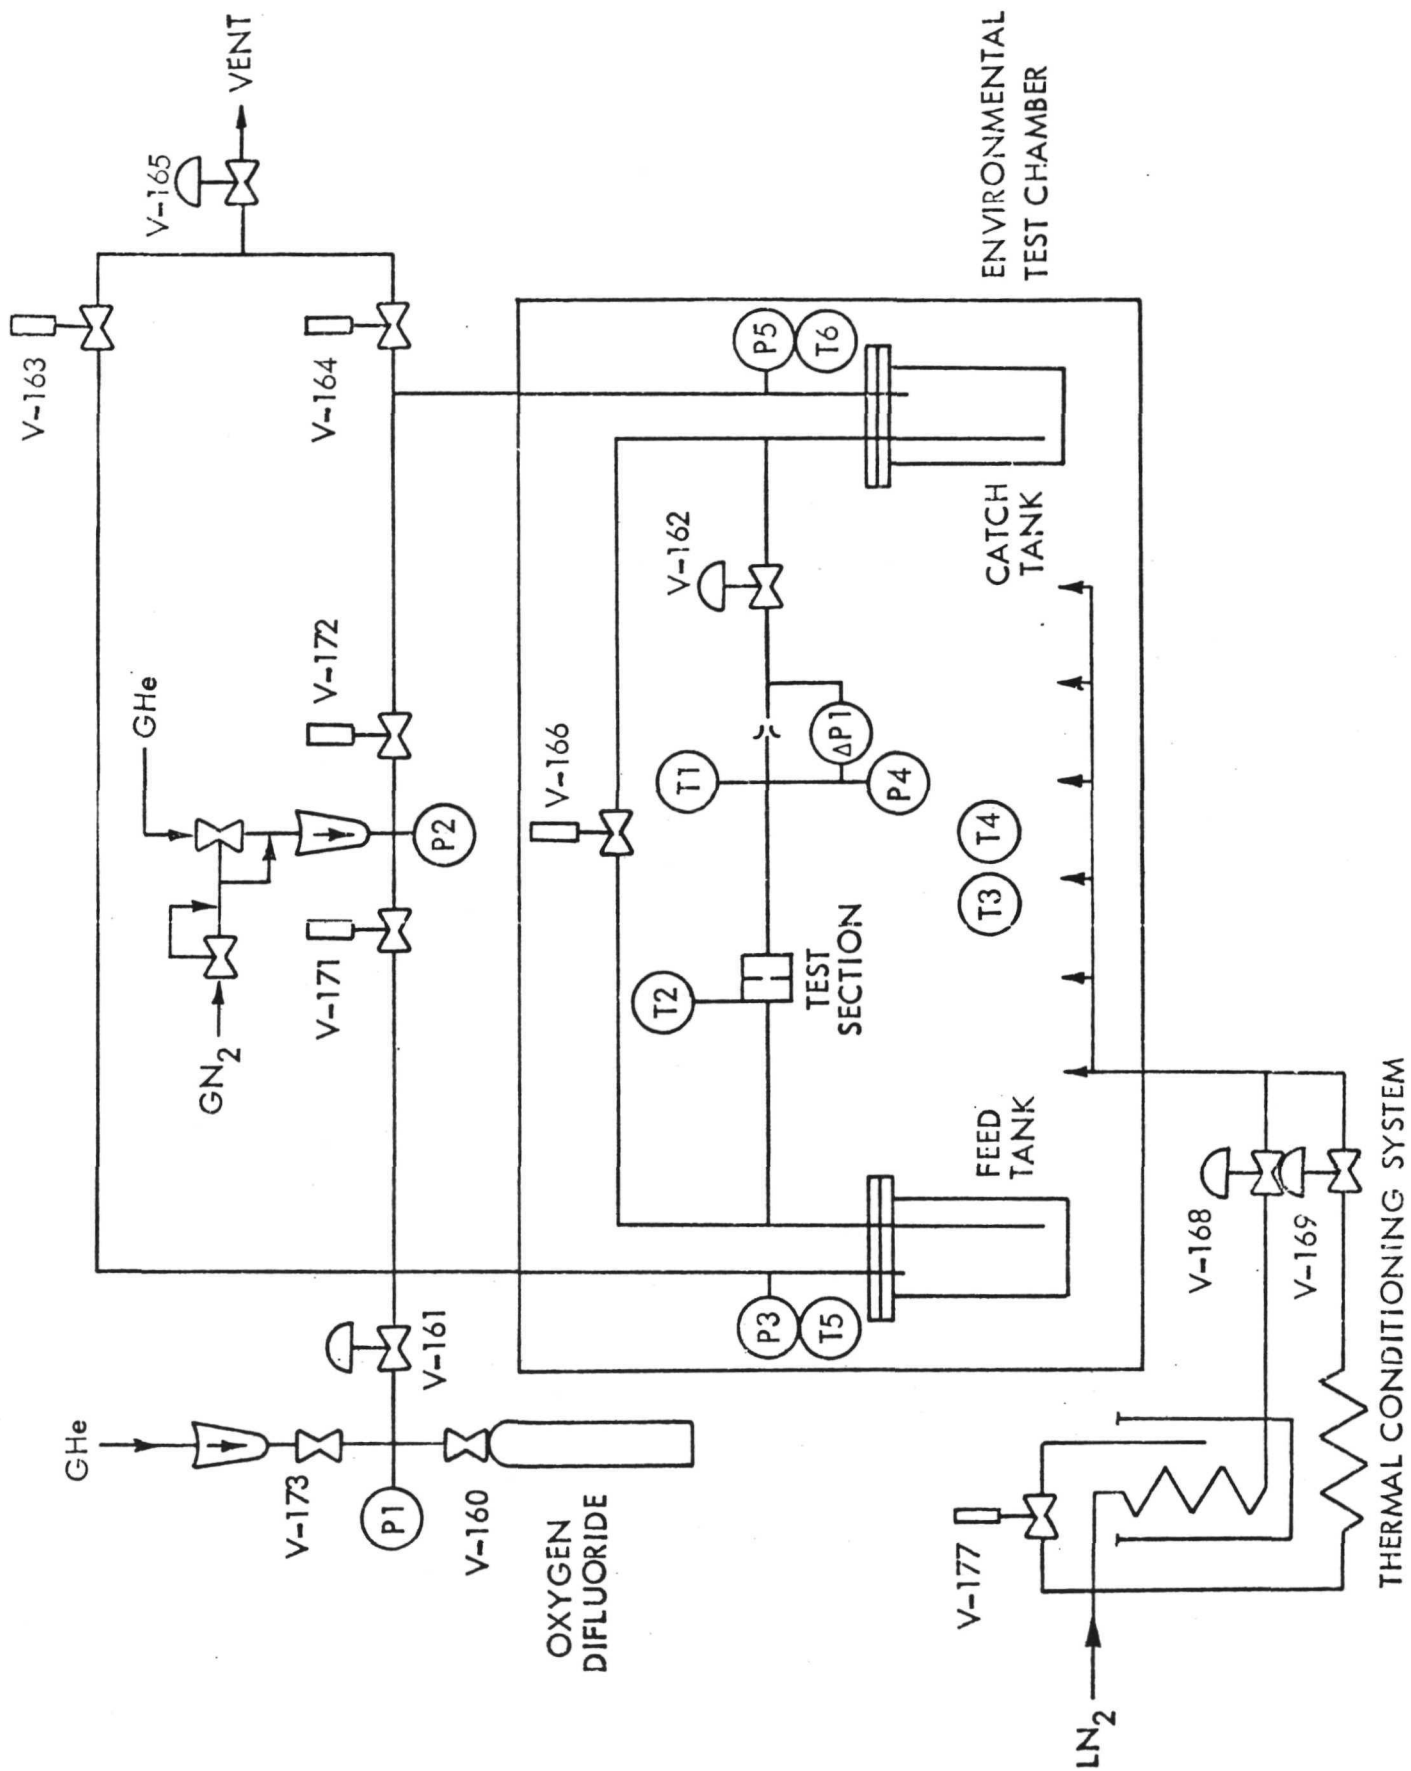 VENT
V-165
V-163
V-164
GHe
V-172
GN2
V-171
P2
GHe
V-173
P1
V-161
V-160
OXYGEN
DIFLUORIDE
ENVIRONMENTAL
TEST CHAMBER
V-166
V-162
P5
T6
T1
ΔP1
P4
T2
TEST
SECTION
P3
T5
T3
T4
FEED
TANK
CATCH
TANK
V-177
LN2
V-168
V-169
THERMAL CONDITIONING SYSTEM